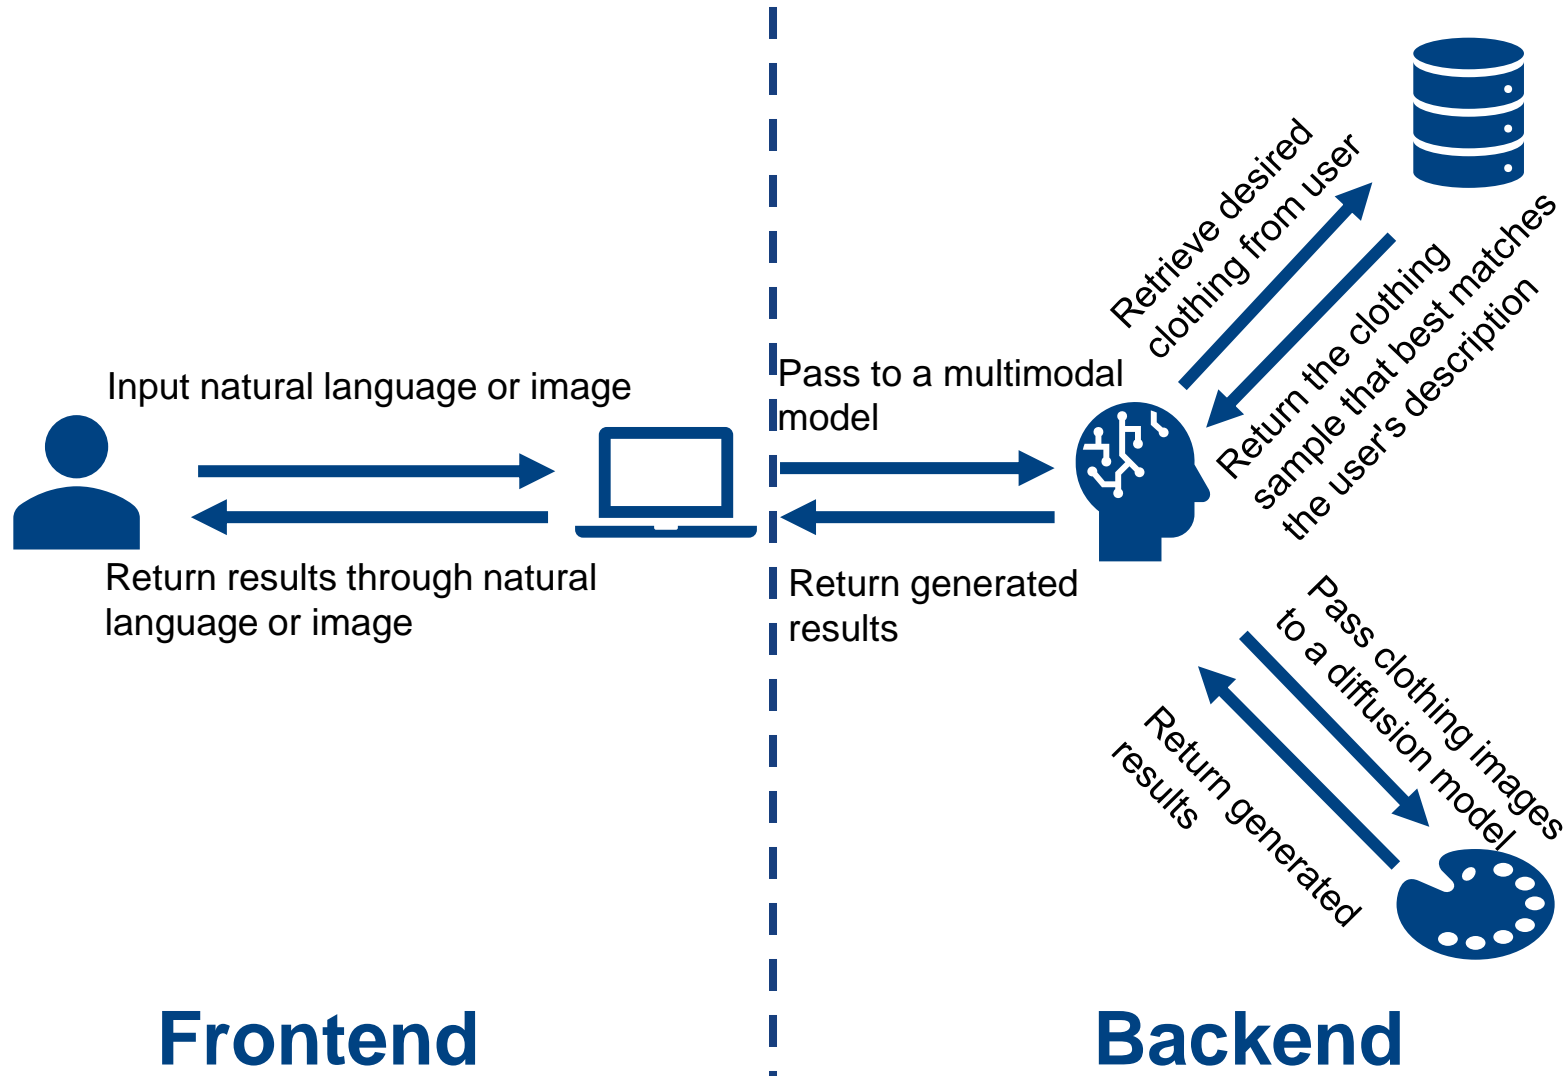 Input natural language or image
Return results through natural
language or image
Pass to a multimodal
model
Return generated
results
Retrieve desired
clothing from user
Return the clothing
sample that best matches
the user's description
Pass clothing images
to a diffusion model
Return generated
results
Frontend
Backend